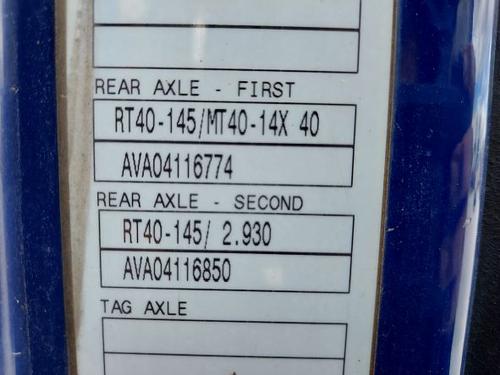 REAR AXLE - FIRST
RT40-145/MT40-14X 40
AVA04116774
REAR AXLE - SECOND
RT40-145/ 2.930
AVA04116850
TAG AXLE